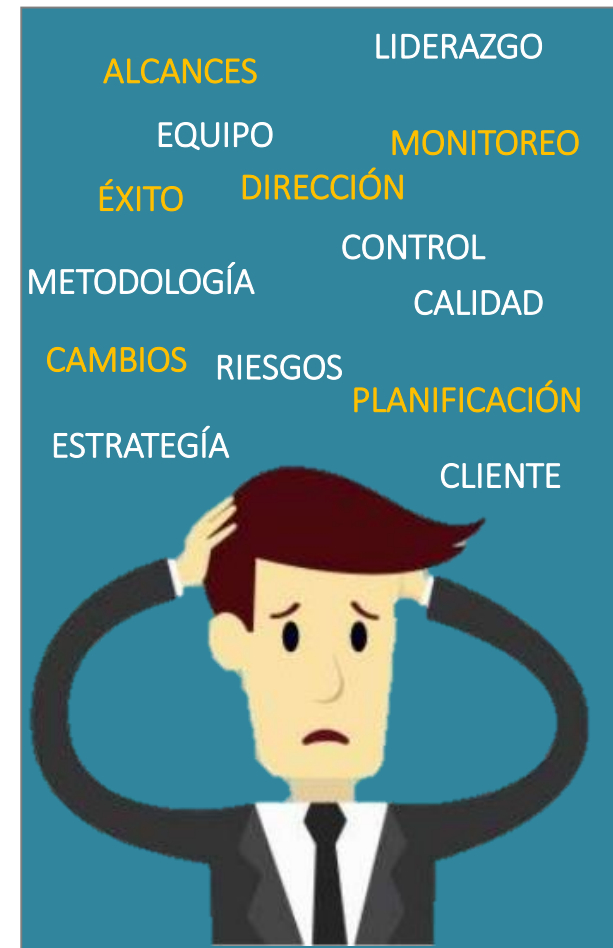 LIDERAZGO
ALCANCES
EQUIPO
MONITOREO
ÉXITO
DIRECCIÓN
CONTROL
METODOLOGÍA
CALIDAD
CAMBIOS
RIESGOS
PLANIFICACIÓN
ESTRATEGÍA
CLIENTE